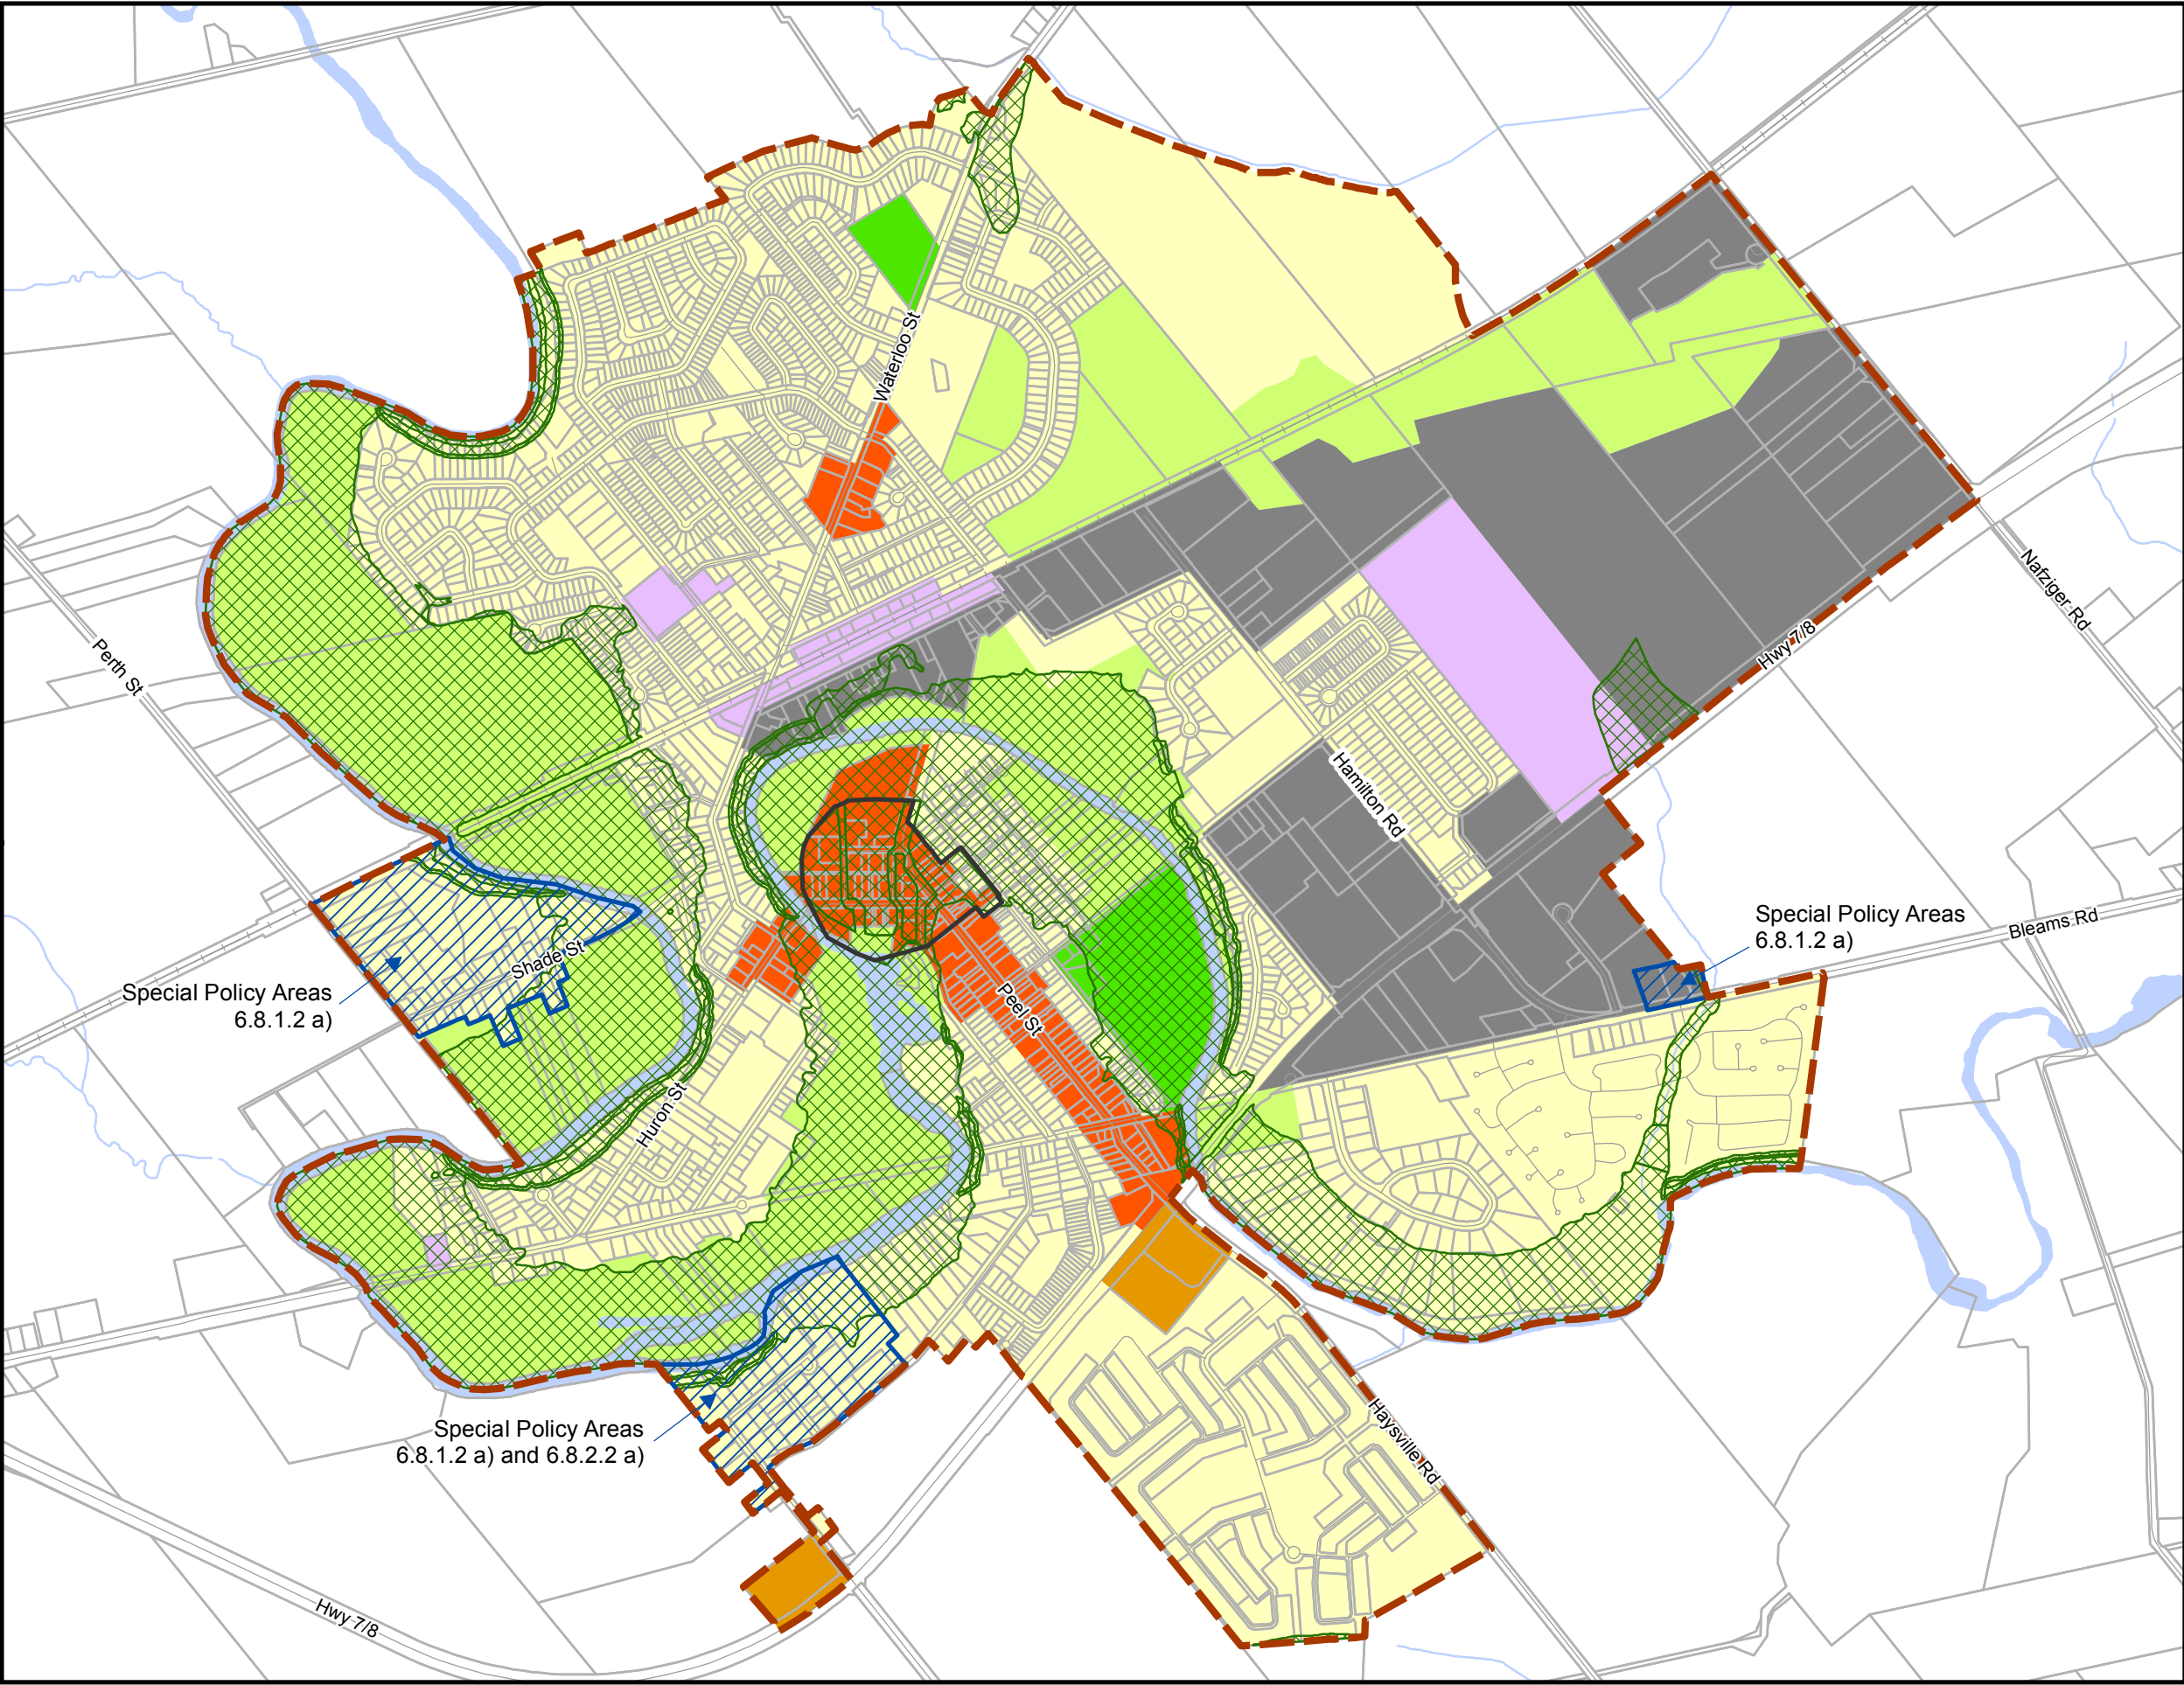 Waterloo St
Nafziger Rd
Hwy 7/8
Perth St
Hamilton Rd
Special Policy Areas
6.8.1.2 a)
Bleams Rd
Shade St
Special Policy Areas
6.8.1.2 a)
Peel St
Huron St
Special Policy Areas
6.8.1.2 a) and 6.8.2.2 a)
Haysville Rd
Hwy 7/8